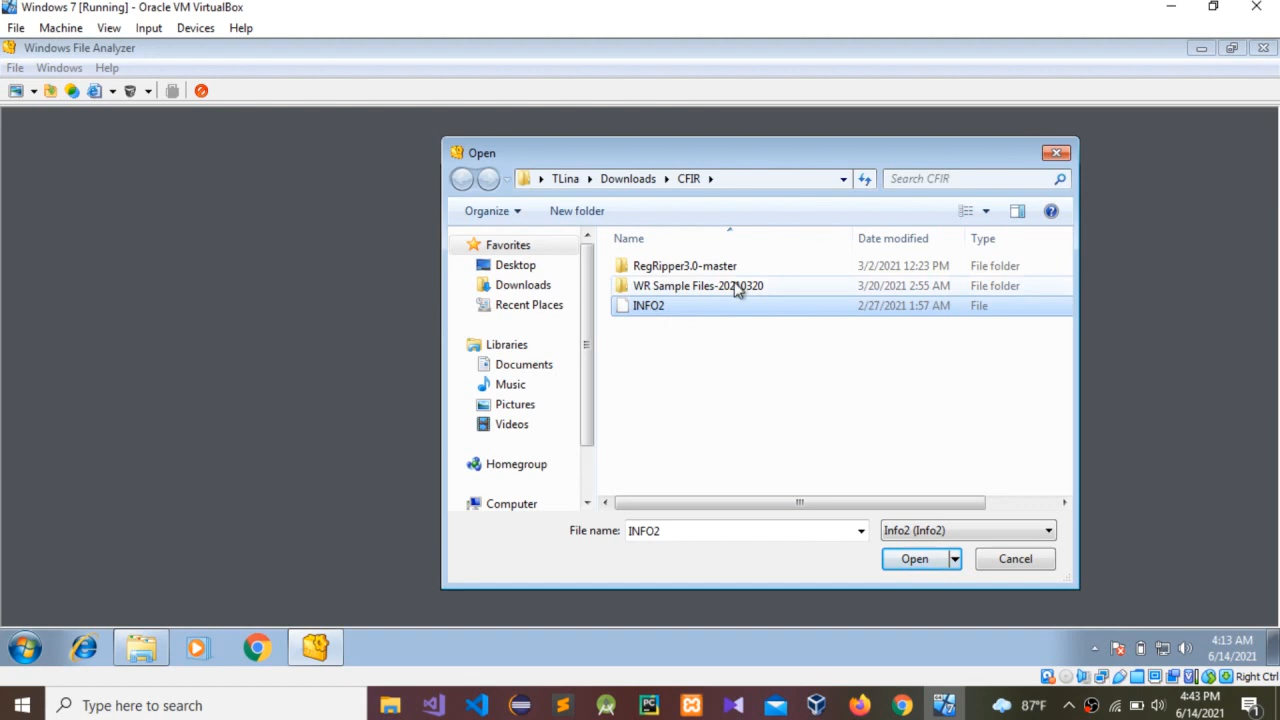 Windows 7 [Running] - Oracle VM VirtualBox
File Machine View Input Devices Help
Windows File Analyzer
File Windows Help
Open
TLina Downloads CFIR
Search CFIR
Organize New folder
Name Date modified Type
Favorites
Desktop
Downloads
Recent Places
Libraries
Documents
Music
Pictures
Videos
Homegroup
Computer
RegRipper3.0-master 3/2/2021 12:23 PM File folder
WR Sample Files-20210320 3/20/2021 2:55 AM File folder
INFO2 2/27/2021 1:57 AM File
File name: INFO2 Info2 (Info2)
Open Cancel
4:13 AM
6/14/2021
Right Ctrl
Type here to search
87°F
4:43 PM
6/14/2021
1